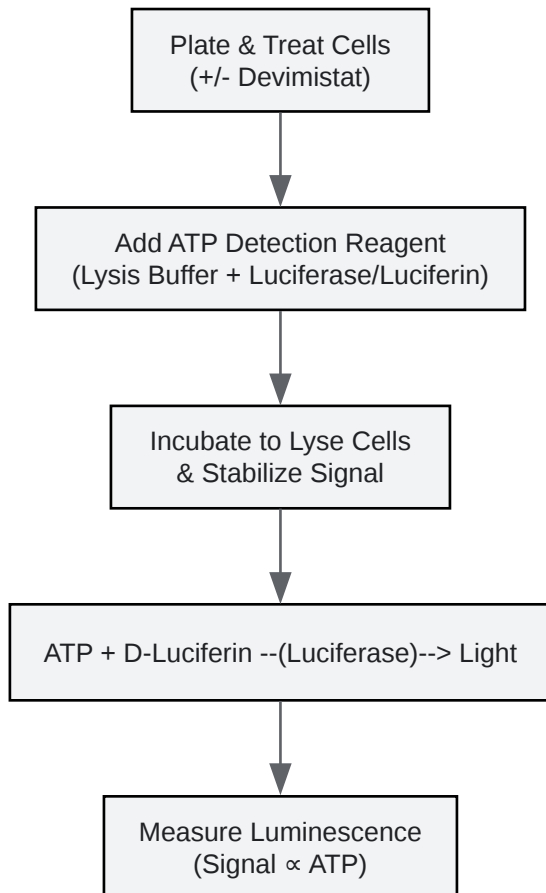 Plate & Treat Cells
(+/- Devimistat)
Add ATP Detection Reagent
(Lysis Buffer + Luciferase/Luciferin)
Incubate to Lyse Cells
& Stabilize Signal
ATP + D-Luciferin --(Luciferase)--> Light
Measure Luminescence
(Signal ∝ ATP)